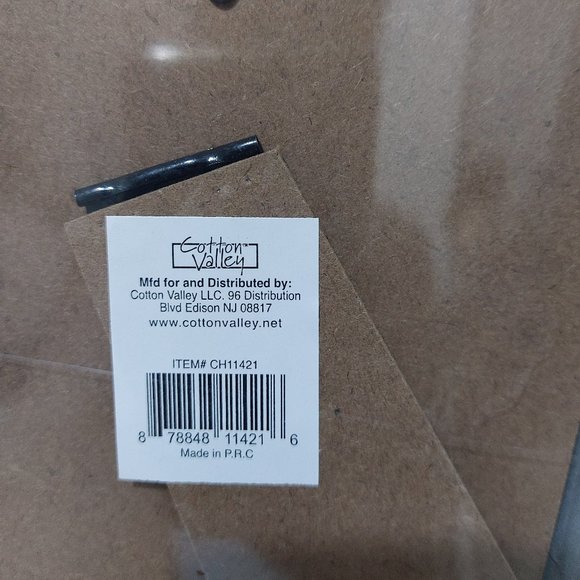 Cotton
Valley
Mfd for and Distributed by:
Cotton Valley LLC. 96 Distribution
Blvd Edison NJ 08817
www.cottonvalley.net
ITEM# CH11421
8 78848 11421 6
Made in P.R.C